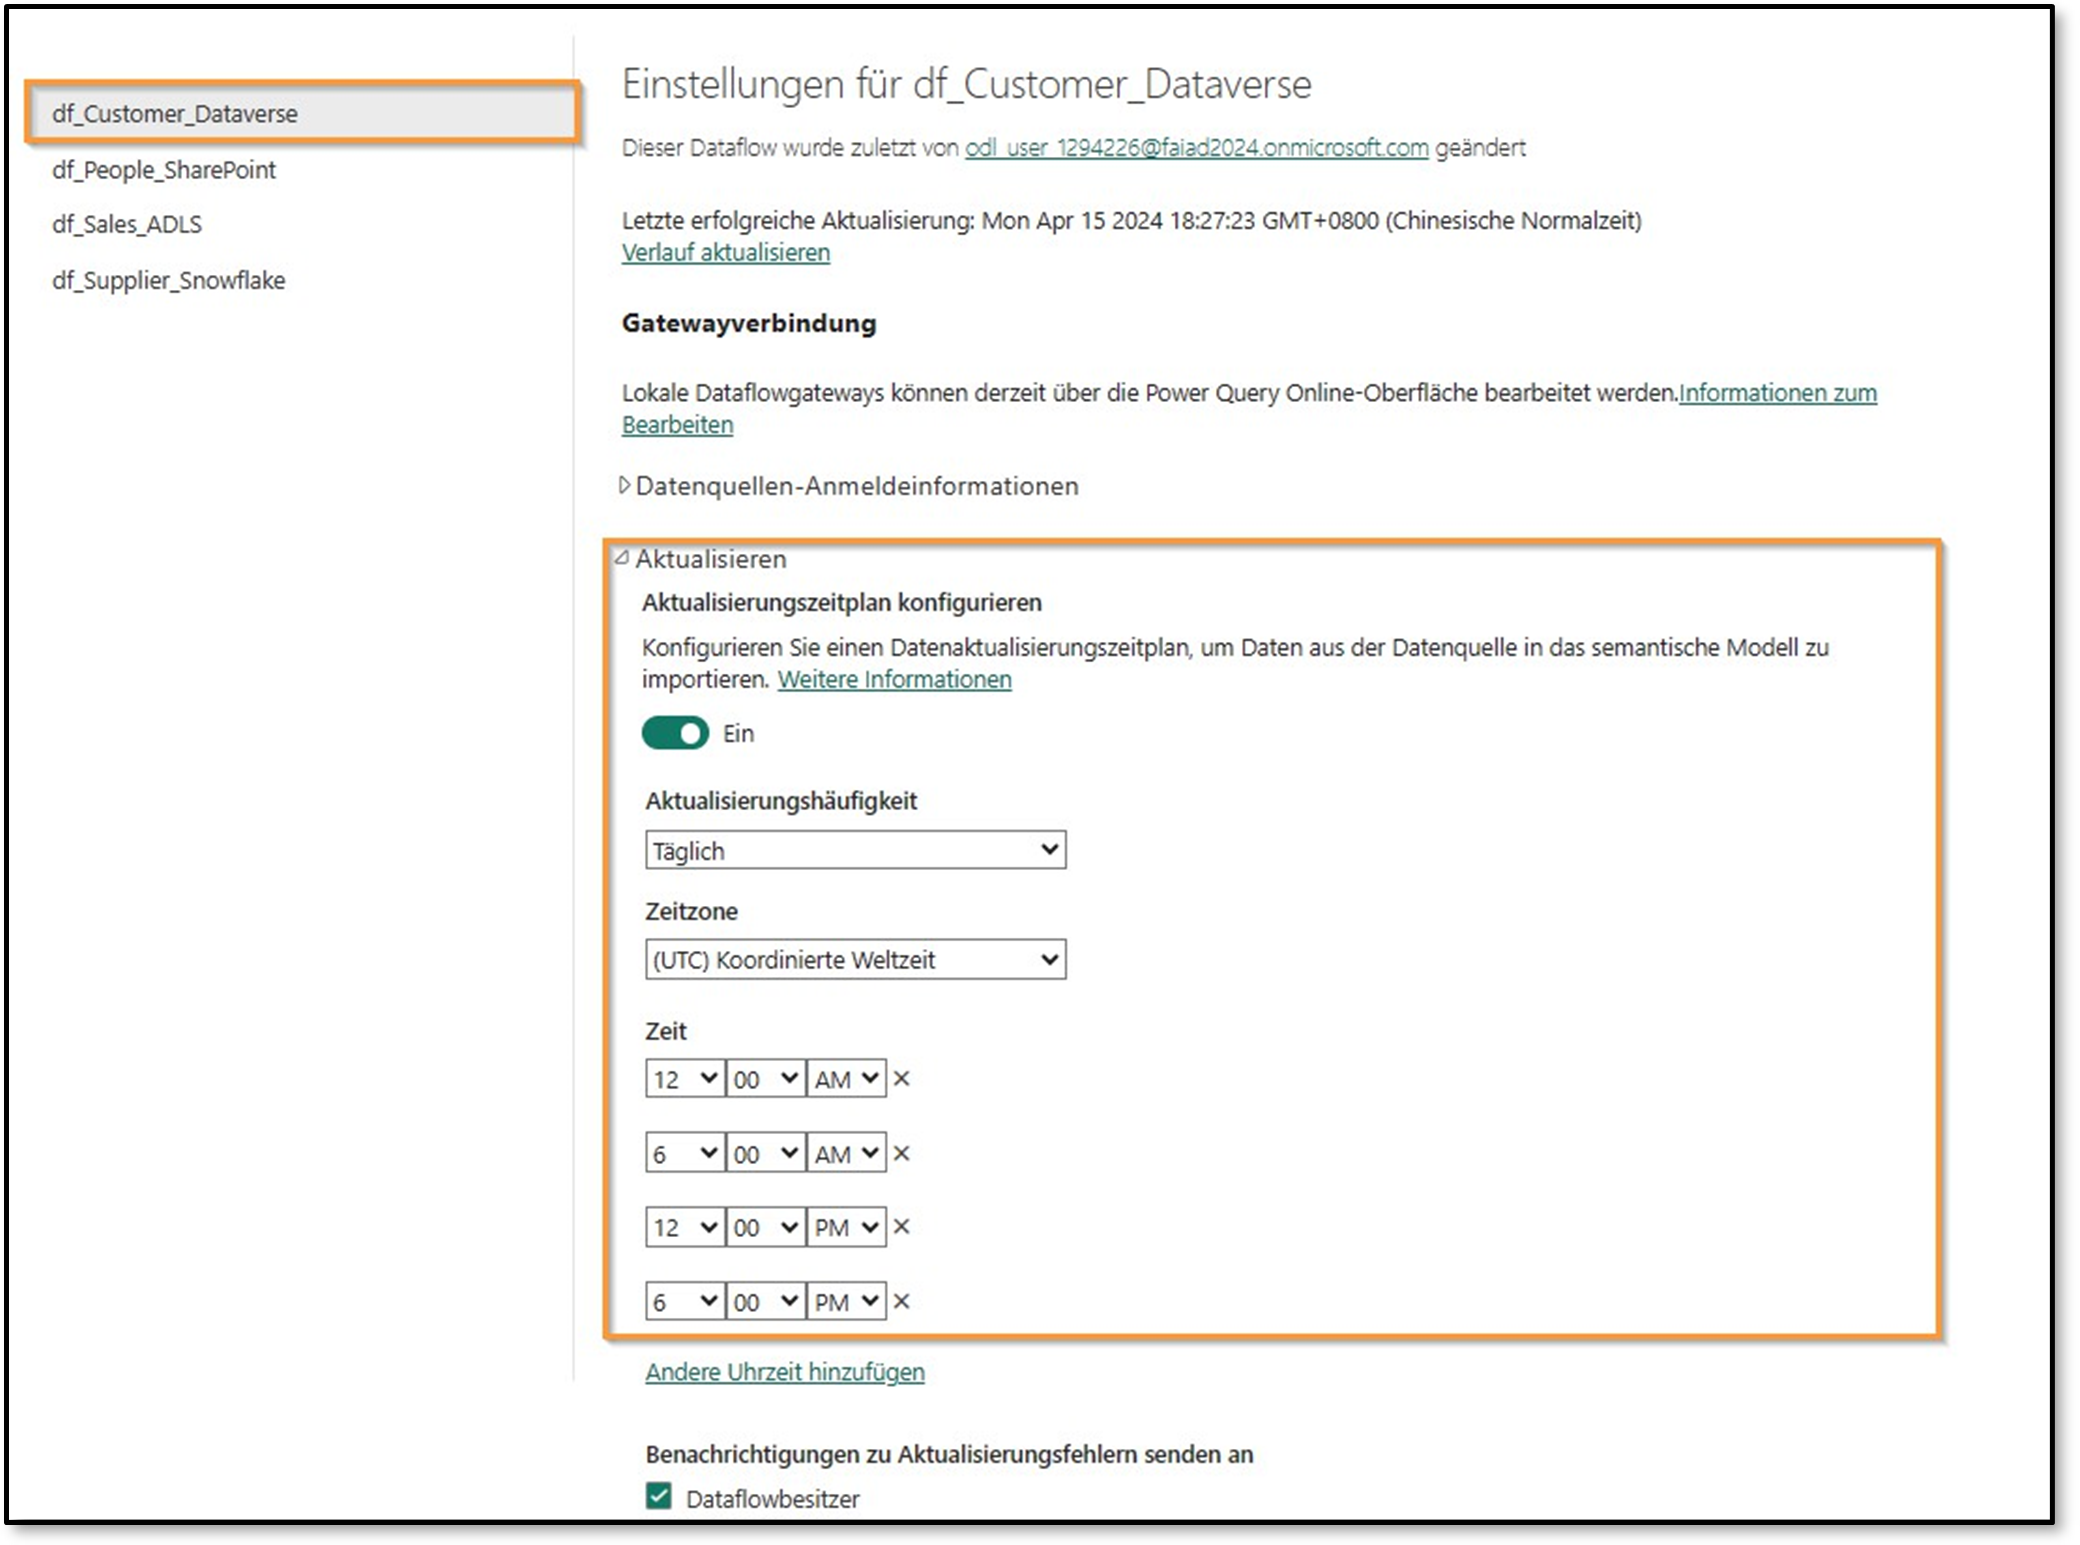 df_Customer_Dataverse
df_People_SharePoint
df_Sales_ADLS
df_Supplier_Snowflake
Einstellungen für df_Customer_Dataverse
Dieser Dataflow wurde zuletzt von odl_user_1294226@faiad2024.onmicrosoft.com geändert
Letzte erfolgreiche Aktualisierung: Mon Apr 15 2024 18:27:23 GMT+0800 (Chinesische Normalzeit)
Verlauf aktualisieren
Gatewayverbindung
Lokale Dataflowgateways können derzeit über die Power Query Online-Oberfläche bearbeitet werden.Informationen zum
Bearbeiten
Datenquellen-Anmeldeinformationen
Aktualisieren
Aktualisierungszeitplan konfigurieren
Konfigurieren Sie einen Datenaktualisierungszeitplan, um Daten aus der Datenquelle in das semantische Modell zu
importieren. Weitere Informationen
Ein
Aktualisierungshäufigkeit
Täglich
Zeitzone
(UTC) Koordinierte Weltzeit
Zeit
12 00 AM
6 00 AM
12 00 PM
6 00 PM
Andere Uhrzeit hinzufügen
Benachrichtigungen zu Aktualisierungsfehlern senden an
Dataflowbesitzer